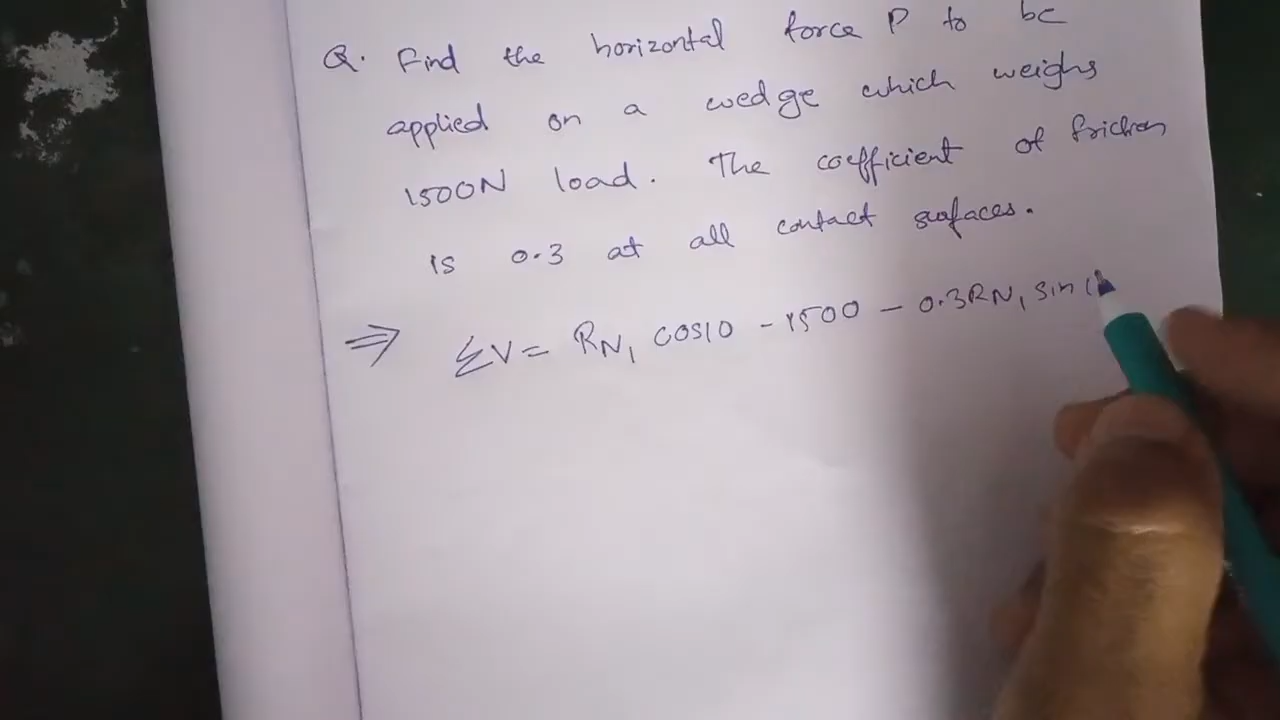 Q. Find the horizontal force P to be
applied on a wedge which weighs
1500N load. The coefficient of friction
is 0.3 at all contact surfaces.
⇒ ΣV = RN₁ cos10 - 1500 - 0.3RN₁ sin